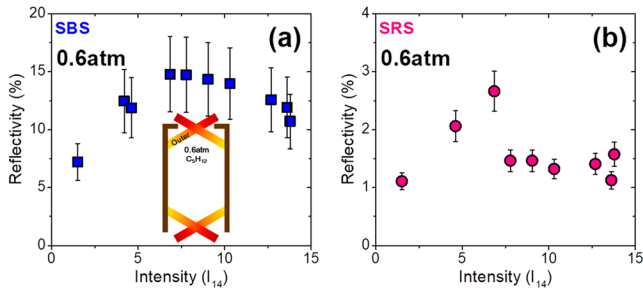 SBS
(a)
0.6atm
Reflectivity (%)
20
15
10
5
0
Outer
0.6atm
C5H12
0
5
10
15
Intensity (I14)
SRS
(b)
0.6atm
Reflectivity (%)
4
3
2
1
0
0
5
10
15
Intensity (I14)